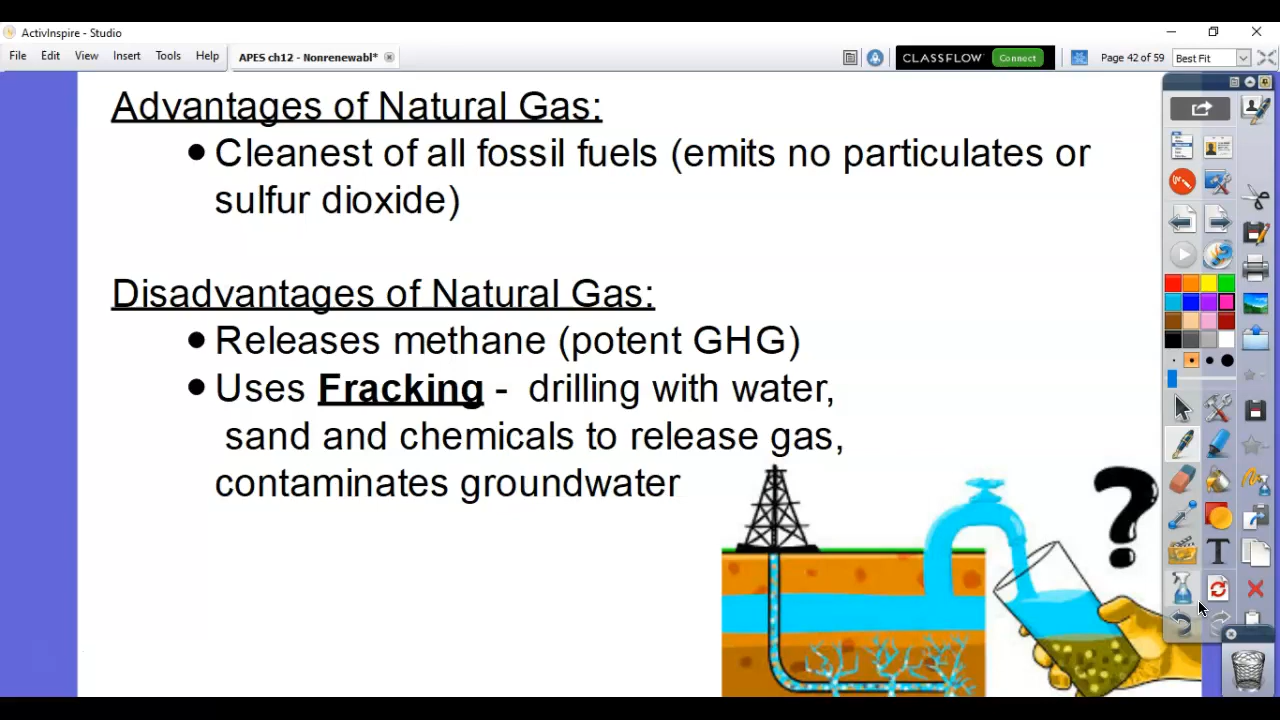 ActivInspire - Studio
File Edit View Insert Tools Help APES ch12 - Nonrenewabl* CLASSFLOW Connect Page 42 of 59 Best Fit
Advantages of Natural Gas:
• Cleanest of all fossil fuels (emits no particulates or
sulfur dioxide)
Disadvantages of Natural Gas:
• Releases methane (potent GHG)
• Uses Fracking - drilling with water,
sand and chemicals to release gas,
contaminates groundwater
?
T